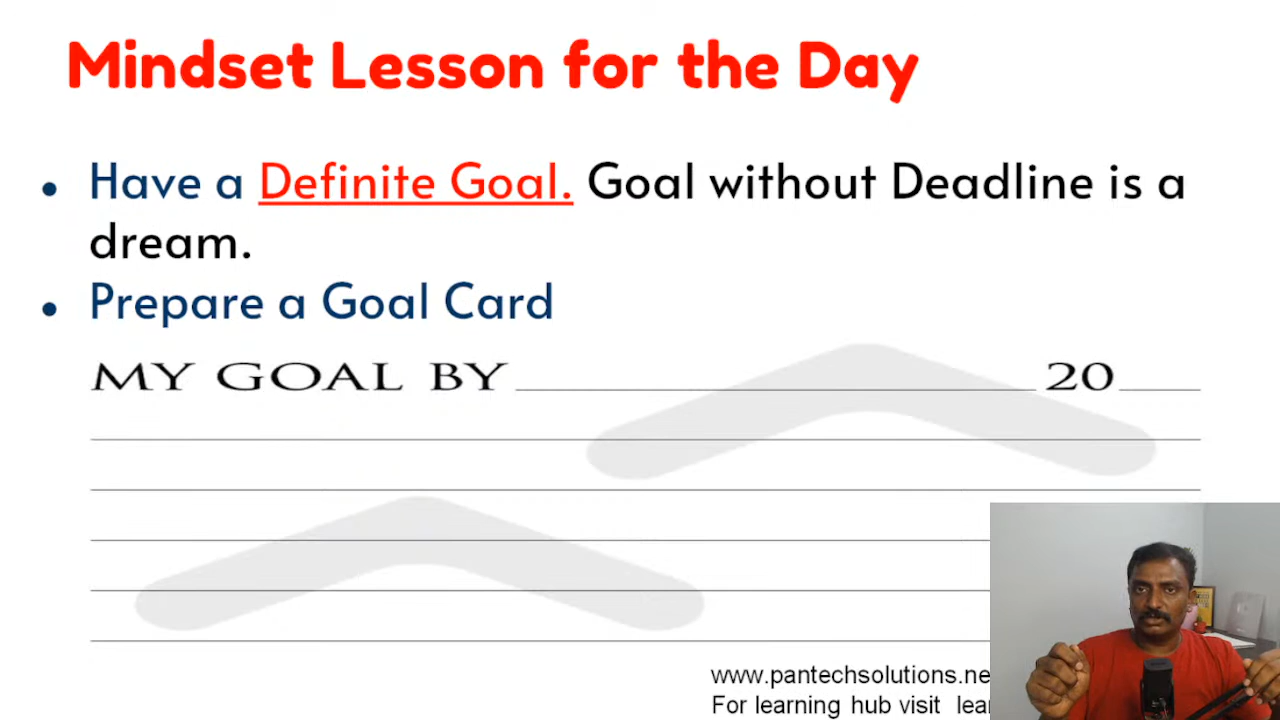 Mindset Lesson for the Day
• Have a Definite Goal. Goal without Deadline is a
dream.
• Prepare a Goal Card
MY GOAL BY 20
www.pantechsolutions.ne
For learning hub visit lea